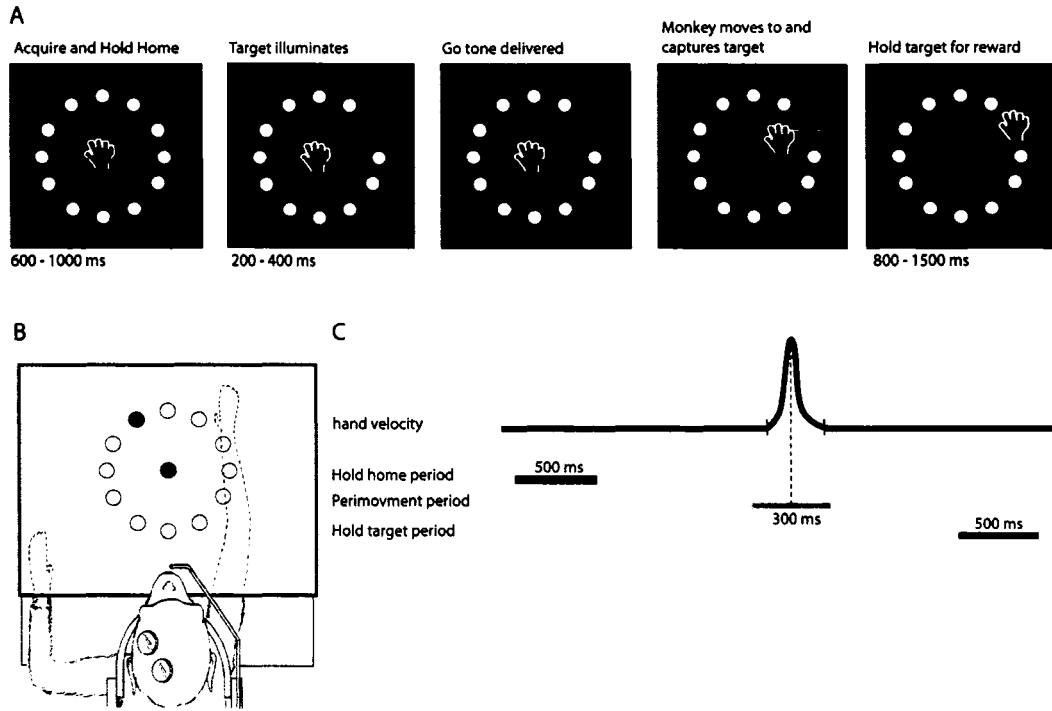 A
Acquire and Hold Home
Target illuminates
Go tone delivered
Monkey moves to and
captures target
Hold target for reward
600 - 1000 ms
200 - 400 ms
800 - 1500 ms
B
C
hand velocity
Hold home period
Perimovment period
Hold target period
500 ms
300 ms
500 ms